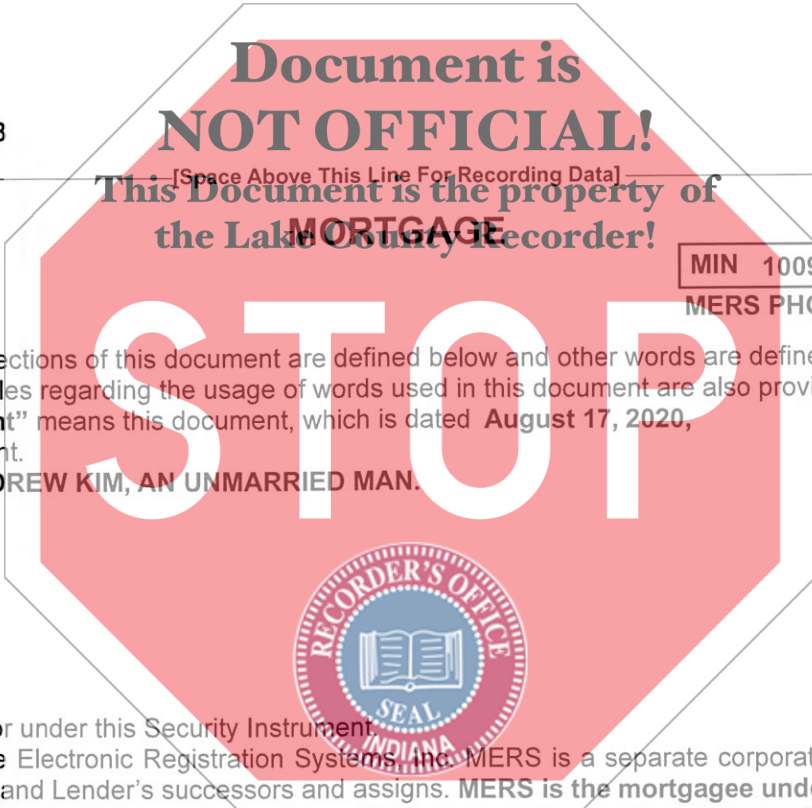 Document is
NOT OFFICIAL!
[Space Above This Line For Recording Data]
This Document is the property of
MORTGAGE
the Lake County Recorder!
MIN 1009
MERS PHO
STOP
ections of this document are defined below and other words are define
les regarding the usage of words used in this document are also provi
nt” means this document, which is dated August 17, 2020,
nt.
DREW KIM, AN UNMARRIED MAN.
RECORDER'S OFFICE
SEAL
INDIANA
r under this Security Instrument.
e Electronic Registration Systems, Inc. MERS is a separate corporat
and Lender’s successors and assigns. MERS is the mortgagee und